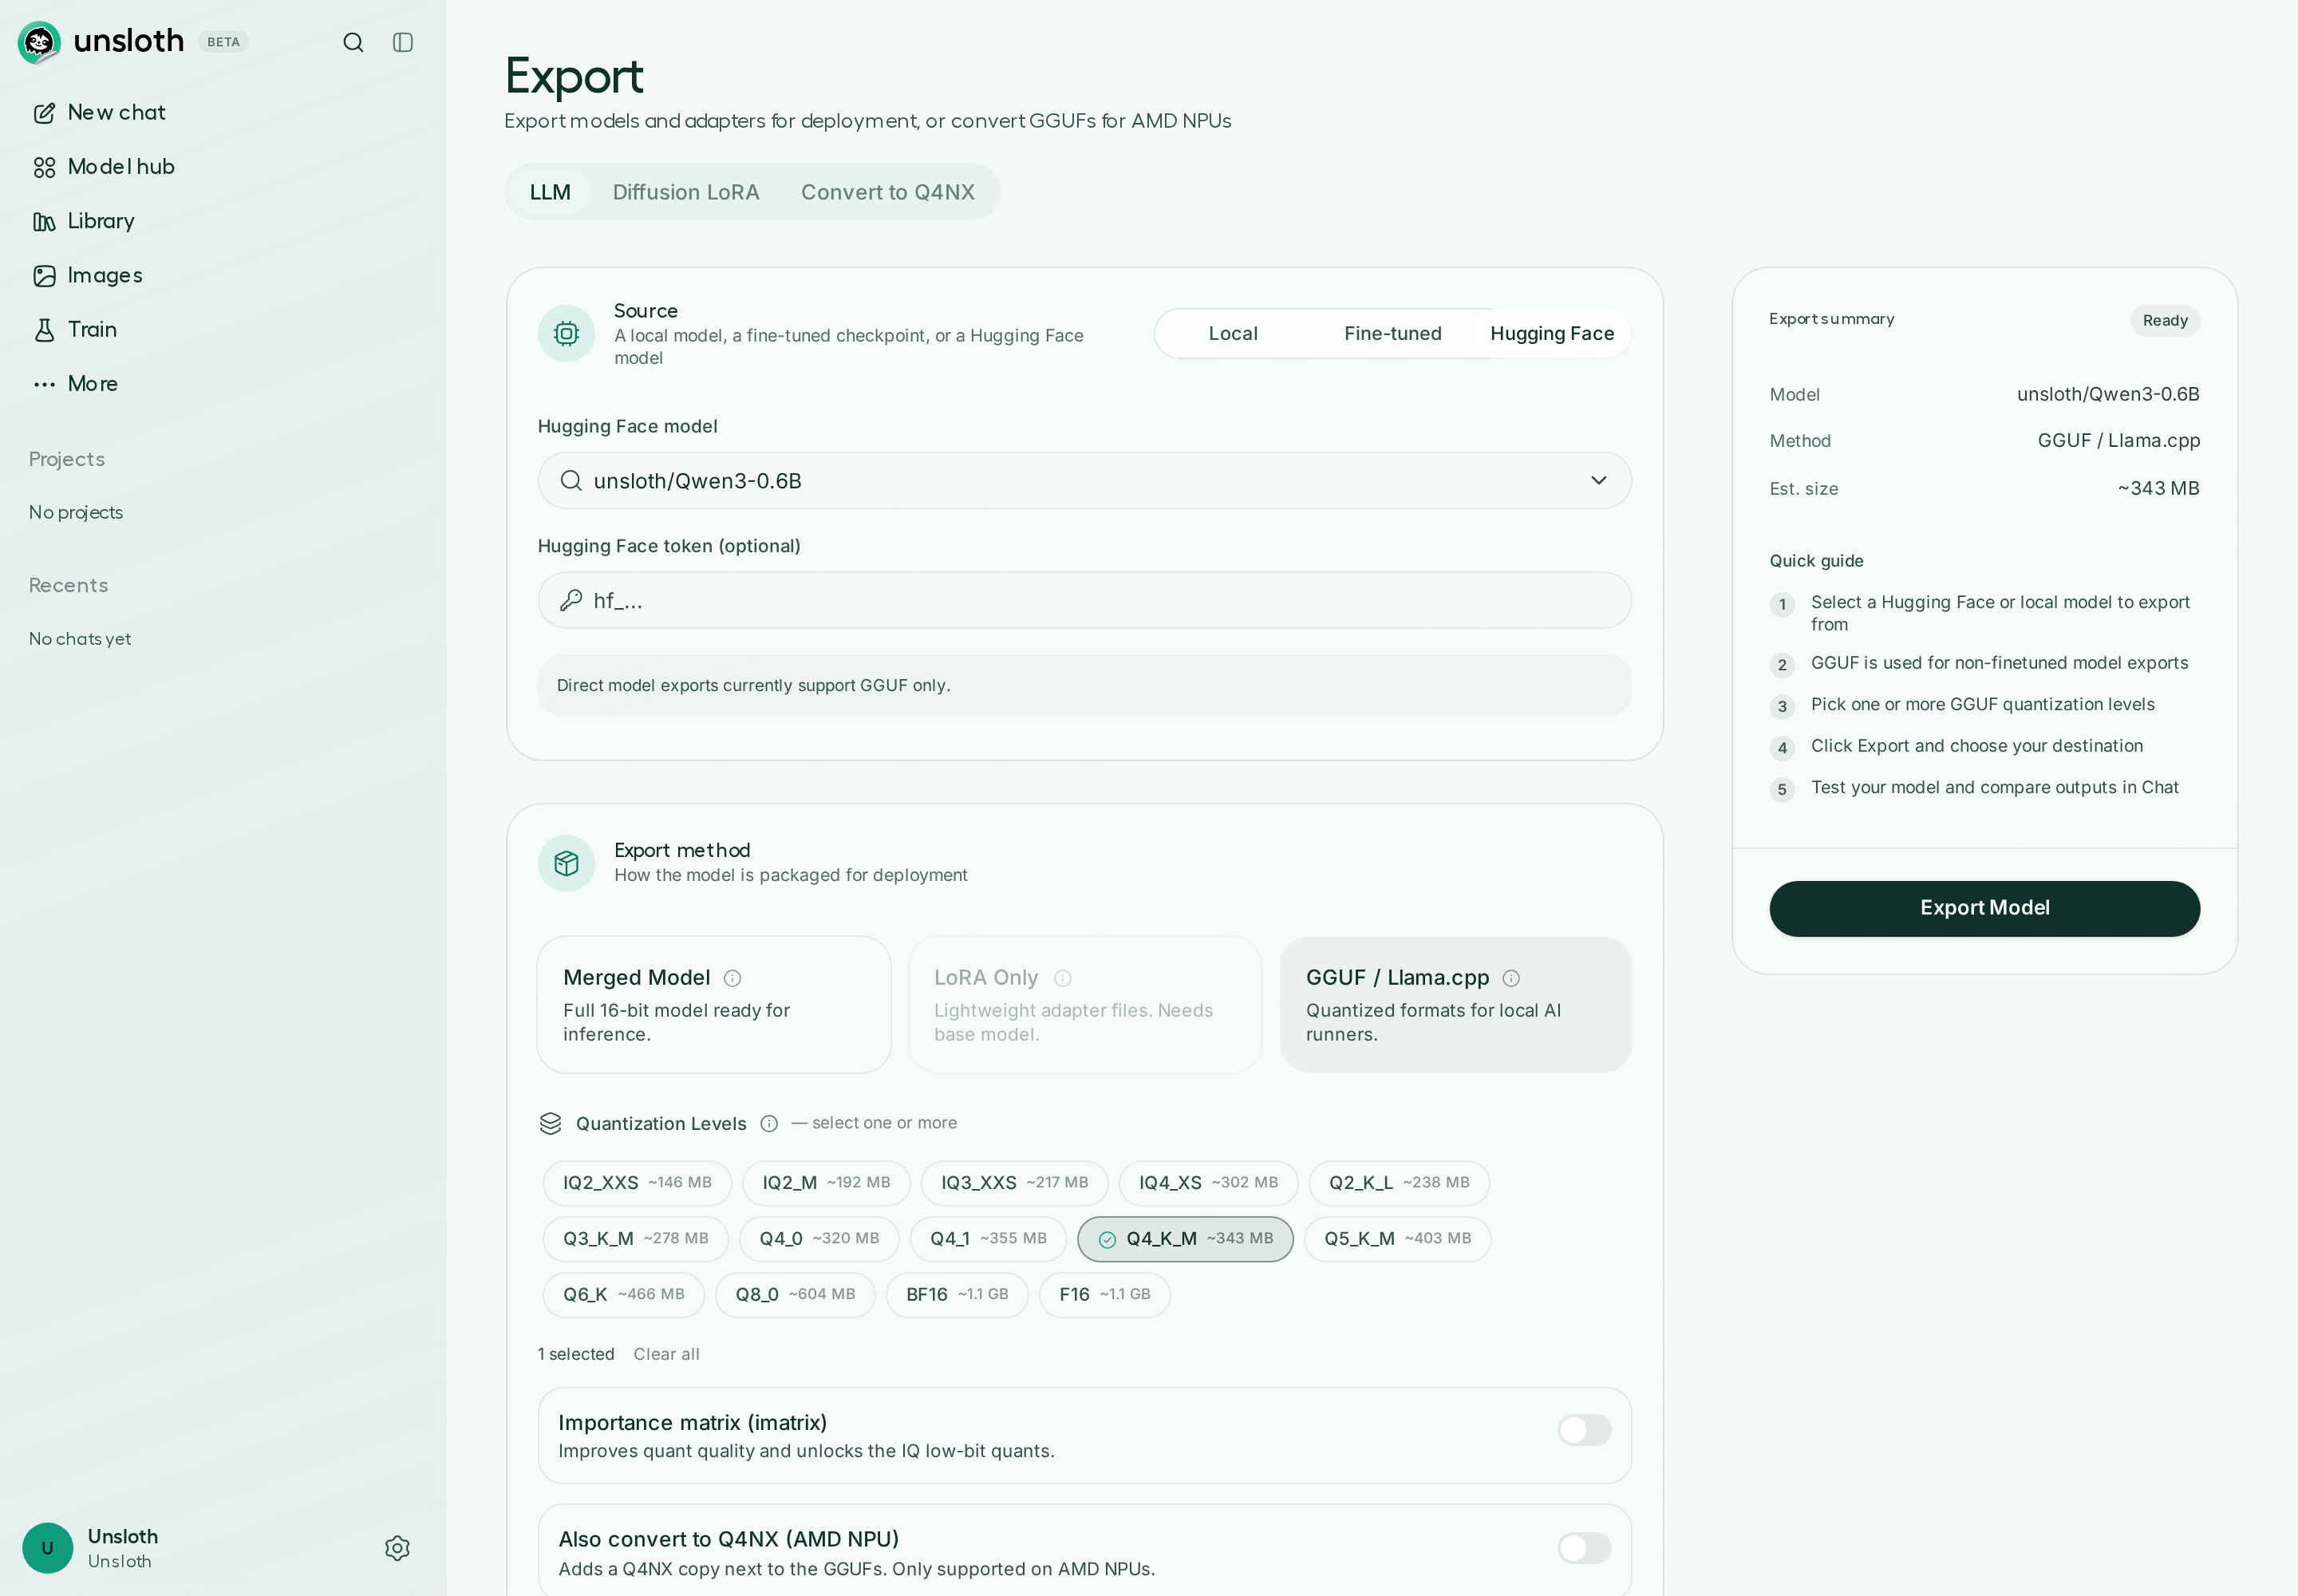 unsloth BETA
New chat
Model hub
Library
Images
Train
More
Projects
No projects
Recents
No chats yet
U
Unsloth
Unsloth
Export
Export models and adapters for deployment, or convert GGUFs for AMD NPUs
LLM Diffusion LoRA Convert to Q4NX
Source
A local model, a fine-tuned checkpoint, or a Hugging Face
model
Local Fine-tuned Hugging Face
Hugging Face model
unsloth/Qwen3-0.6B
Hugging Face token (optional)
hf_...
Direct model exports currently support GGUF only.
Export method
How the model is packaged for deployment
Merged Model
Full 16-bit model ready for
inference.
LoRA Only
Lightweight adapter files. Needs
base model.
GGUF / Llama.cpp
Quantized formats for local AI
runners.
Quantization Levels — select one or more
IQ2_XXS ~146 MB IQ2_M ~192 MB IQ3_XXS ~217 MB IQ4_XS ~302 MB Q2_K_L ~238 MB
Q3_K_M ~278 MB Q4_0 ~320 MB Q4_1 ~355 MB Q4_K_M ~343 MB Q5_K_M ~403 MB
Q6_K ~466 MB Q8_0 ~604 MB BF16 ~1.1 GB F16 ~1.1 GB
1 selected Clear all
Importance matrix (imatrix)
Improves quant quality and unlocks the IQ low-bit quants.
Also convert to Q4NX (AMD NPU)
Adds a Q4NX copy next to the GGUFs. Only supported on AMD NPUs.
Export summary Ready
Model unsloth/Qwen3-0.6B
Method GGUF / Llama.cpp
Est. size ~343 MB
Quick guide
1 Select a Hugging Face or local model to export
from
2 GGUF is used for non-finetuned model exports
3 Pick one or more GGUF quantization levels
4 Click Export and choose your destination
5 Test your model and compare outputs in Chat
Export Model